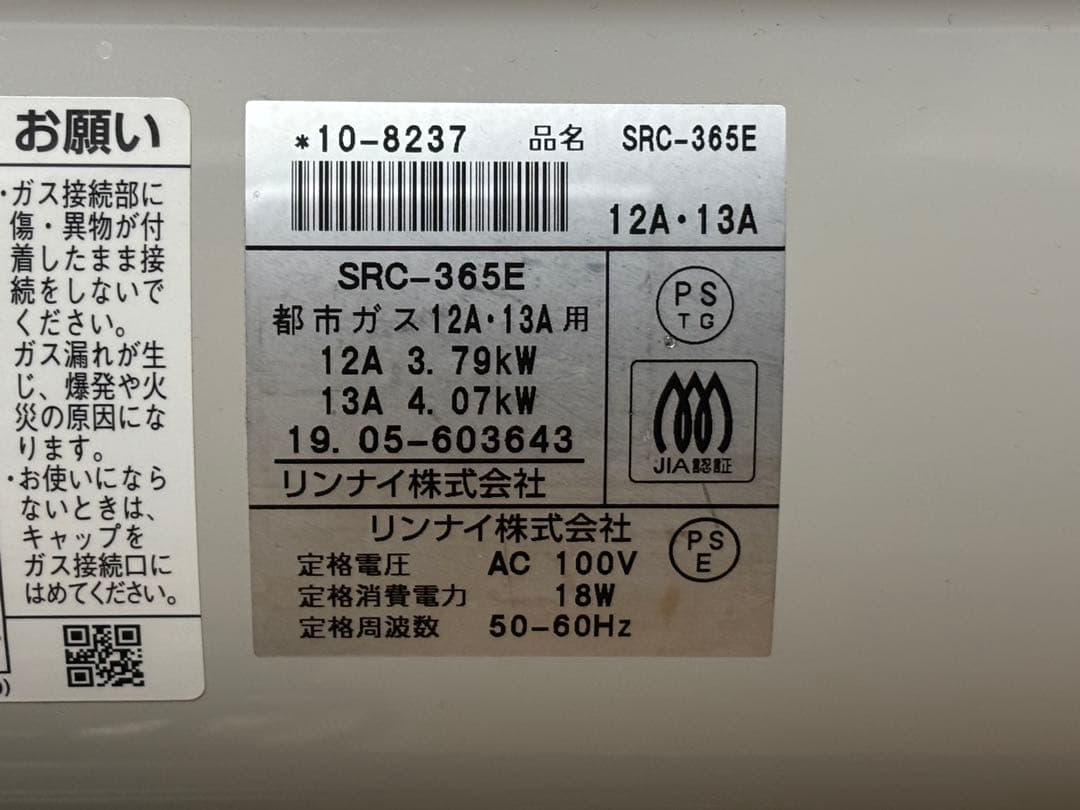 お願い
・ガス接続部に
傷・異物が付
着したまま接
続をしないで
ください。
ガス漏れが生
じ、爆発や火
災の原因にな
ります。
・お使いになら
ないときは、
キャップを
ガス接続口に
はめてください。
*10-8237 品名 SRC-365E
12A・13A
SRC-365E
都市ガス12A・13A用
12A 3.79kW
13A 4.07kW
19.05-603643
リンナイ株式会社
PS
TG
JIA認証
リンナイ株式会社
定格電圧 AC 100V
定格消費電力 18W
定格周波数 50-60Hz
PS
E